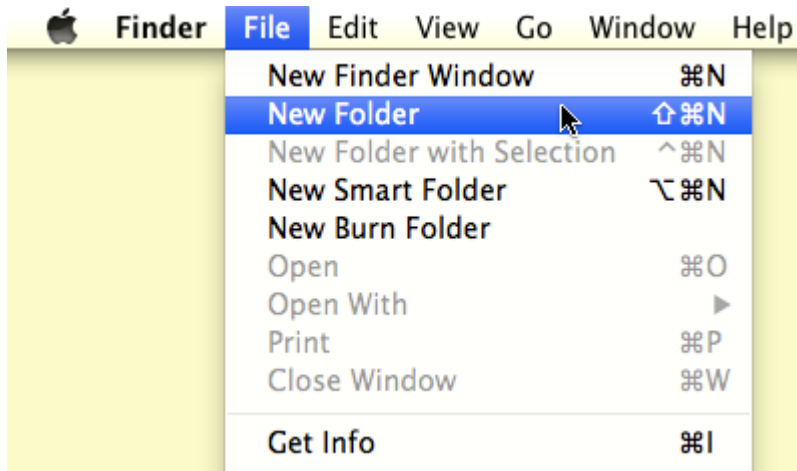 Finder File Edit View Go Window Help
New Finder Window ⌘N
New Folder ⇧⌘N
New Folder with Selection ^⌘N
New Smart Folder ⌥⌘N
New Burn Folder
Open ⌘O
Open With ▶
Print ⌘P
Close Window ⌘W
Get Info ⌘I